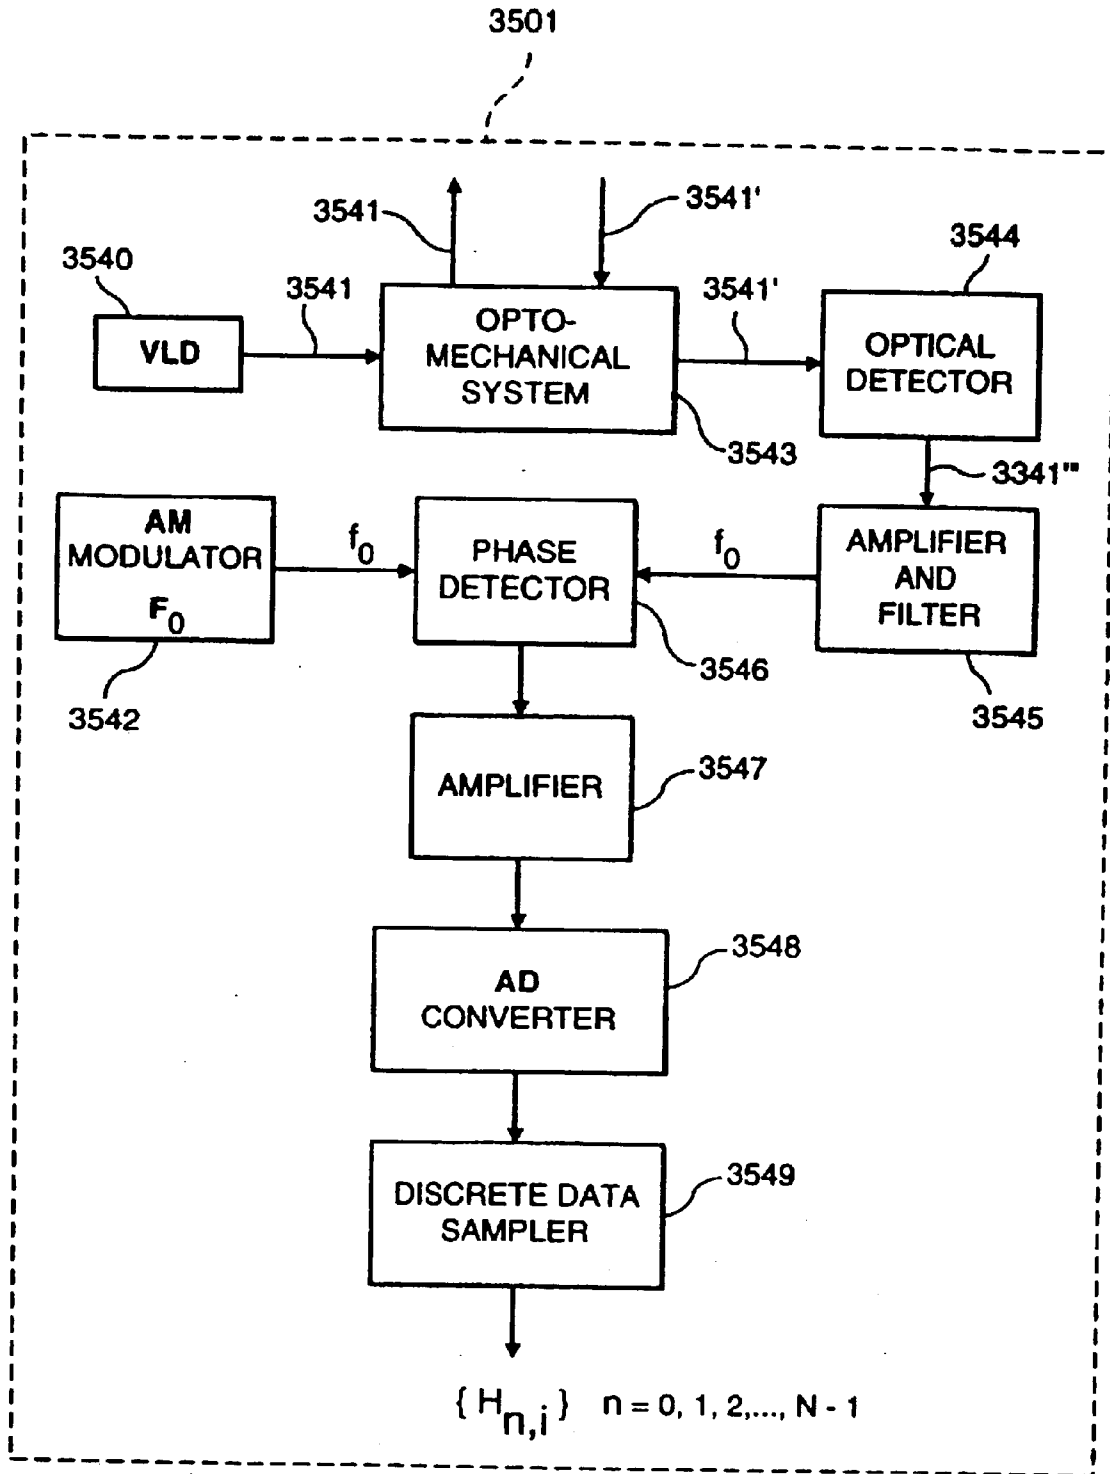 3501
3541
3541'
3540
3541
3541'
3544
VLD
OPTO-
MECHANICAL
SYSTEM
OPTICAL
DETECTOR
3543
3341'''
AM
MODULATOR
F0
f0
PHASE
DETECTOR
f0
AMPLIFIER
AND
FILTER
3542
3546
3545
AMPLIFIER
3547
AD
CONVERTER
3548
DISCRETE DATA
SAMPLER
3549
{ Hn,i } n = 0, 1, 2,..., N - 1